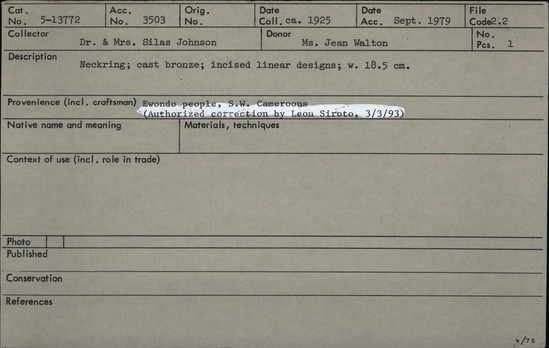 Cat. No. 5-13772 Acc. No. 3503 Orig. No. Date Coll. ca. 1925 Date Acc. Sept. 1979 File Code 2.2
Collector Dr. & Mrs. Silas Johnson Donor Ms. Jean Walton No. Pcs. 1
Description
Neckring; cast bronze; incised linear designs; w. 18.5 cm.
Provenience (incl. craftsman) Ewondo people, S.W. Cameroons
(Authorized correction by Leon Siroto, 3/3/93)
Native name and meaning Materials, techniques
Context of use (incl. role in trade)
Photo
Published
Conservation
References
4/75